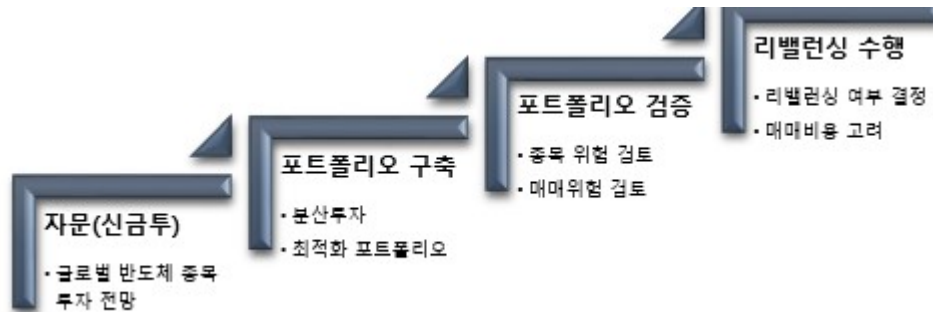 자문(신금투)
· 글로벌 반도체 종목
투자 전망
포트폴리오 구축
· 분산투자
· 최적화 포트폴리오
포트폴리오 검증
· 종목 위험 검토
· 매매위험 검토
리밸런싱 수행
· 리밸런싱 여부 결정
· 매매비용 고려